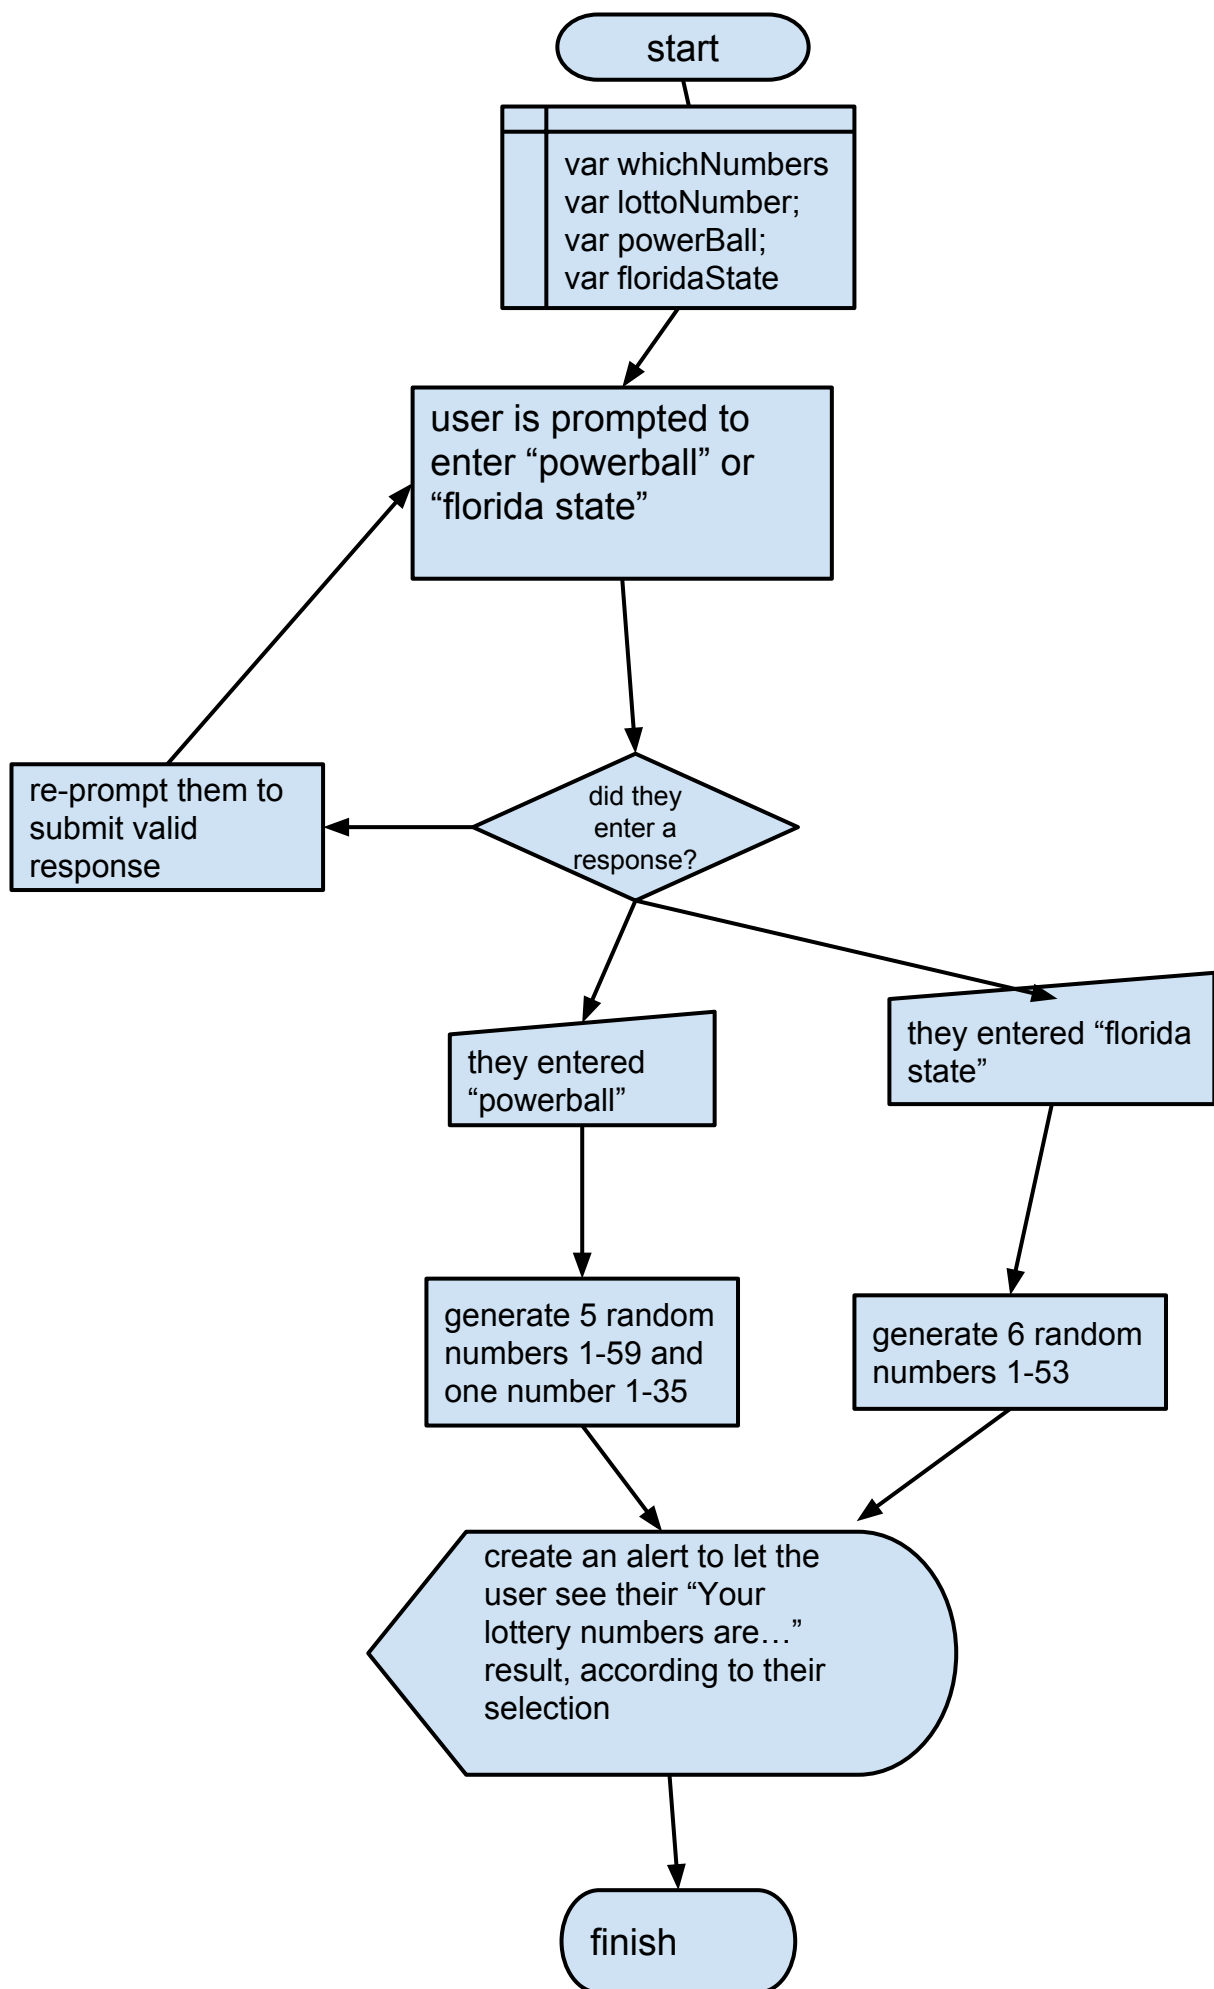 start
var whichNumbers
var lottoNumber;
var powerBall;
var floridaState
user is prompted to
enter “powerball” or
“florida state”
did they
enter a
response?
re-prompt them to
submit valid
response
they entered
“powerball”
they entered “florida
state”
generate 5 random
numbers 1-59 and
one number 1-35
generate 6 random
numbers 1-53
create an alert to let the
user see their “Your
lottery numbers are…”
result, according to their
selection
finish